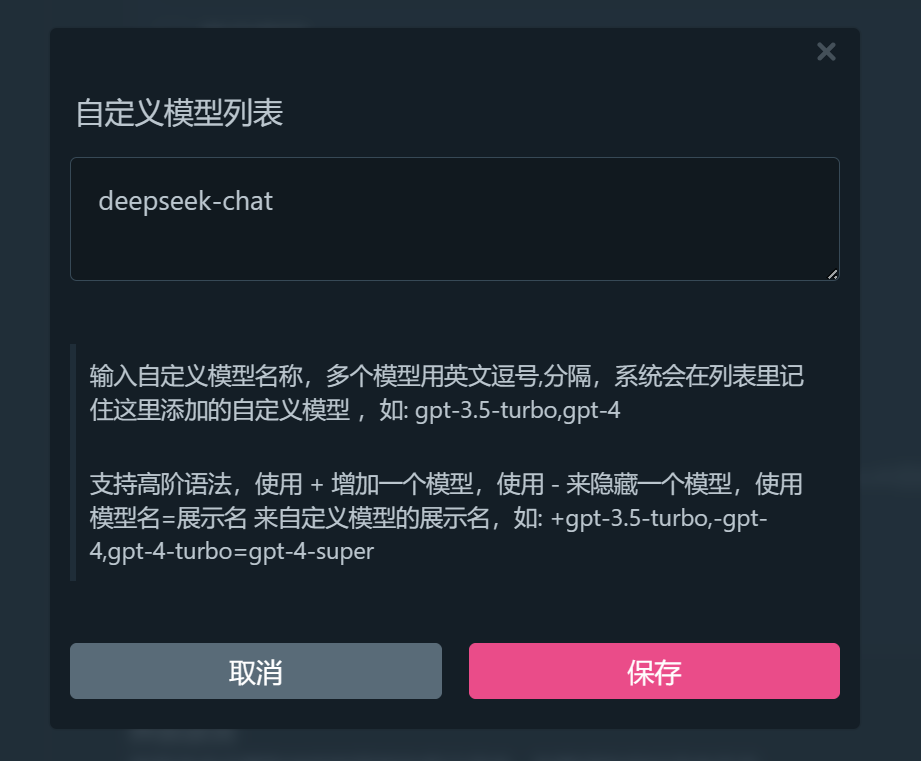 自定义模型列表
deepseek-chat
输入自定义模型名称，多个模型用英文逗号,分隔，系统会在列表里记
住这里添加的自定义模型 ，如: gpt-3.5-turbo,gpt-4
支持高阶语法，使用 + 增加一个模型，使用 - 来隐藏一个模型，使用
模型名=展示名 来自定义模型的展示名，如: +gpt-3.5-turbo,-gpt-
4,gpt-4-turbo=gpt-4-super
取消
保存